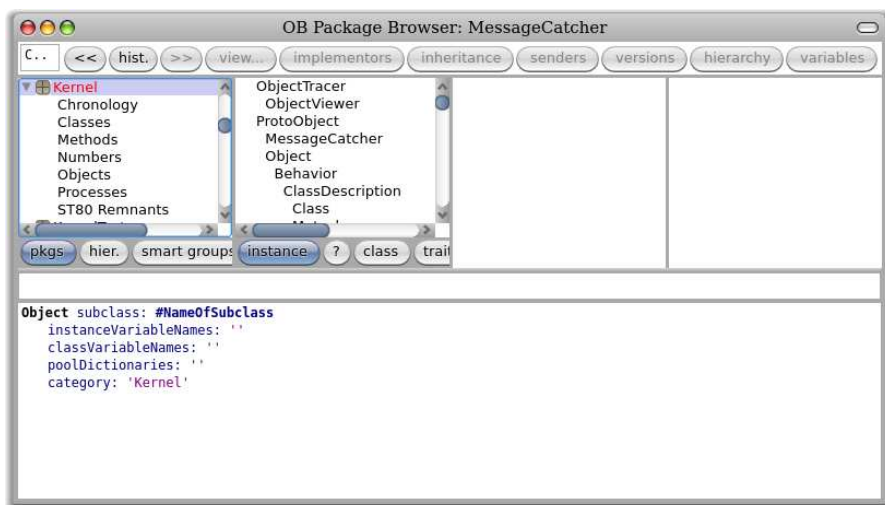 OB Package Browser: MessageCatcher
C.. << hist. >> view... implementors inheritance senders versions hierarchy variables
Kernel
Chronology
Classes
Methods
Numbers
Objects
Processes
ST80 Remnants
ObjectTracer
ObjectViewer
ProtoObject
MessageCatcher
Object
Behavior
ClassDescription
Class
pkgs hier. smart groups instance ? class trait
Object subclass: #NameOfSubclass
instanceVariableNames: ''
classVariableNames: ''
poolDictionaries: ''
category: 'Kernel'